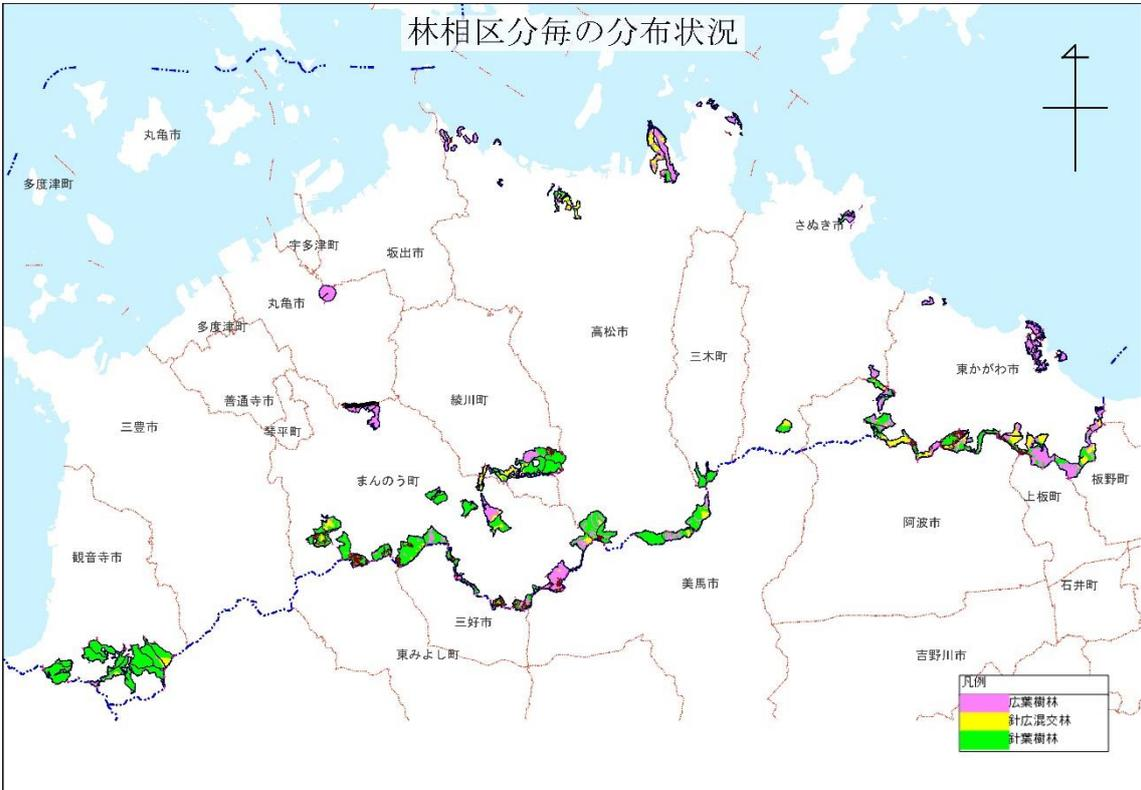 林相区分毎の分布状況
丸亀市
多度津町
さぬき市
宇多津町
坂出市
丸亀市
多度津町
高松市
三木町
東かがわ市
善通寺市
綾川町
三豊市
琴平町
まんのう町
板野町
上板町
阿波市
観音寺市
美馬市
石井町
三好市
東みよし町
吉野川市
凡例
広葉樹林
針広混交林
針葉樹林